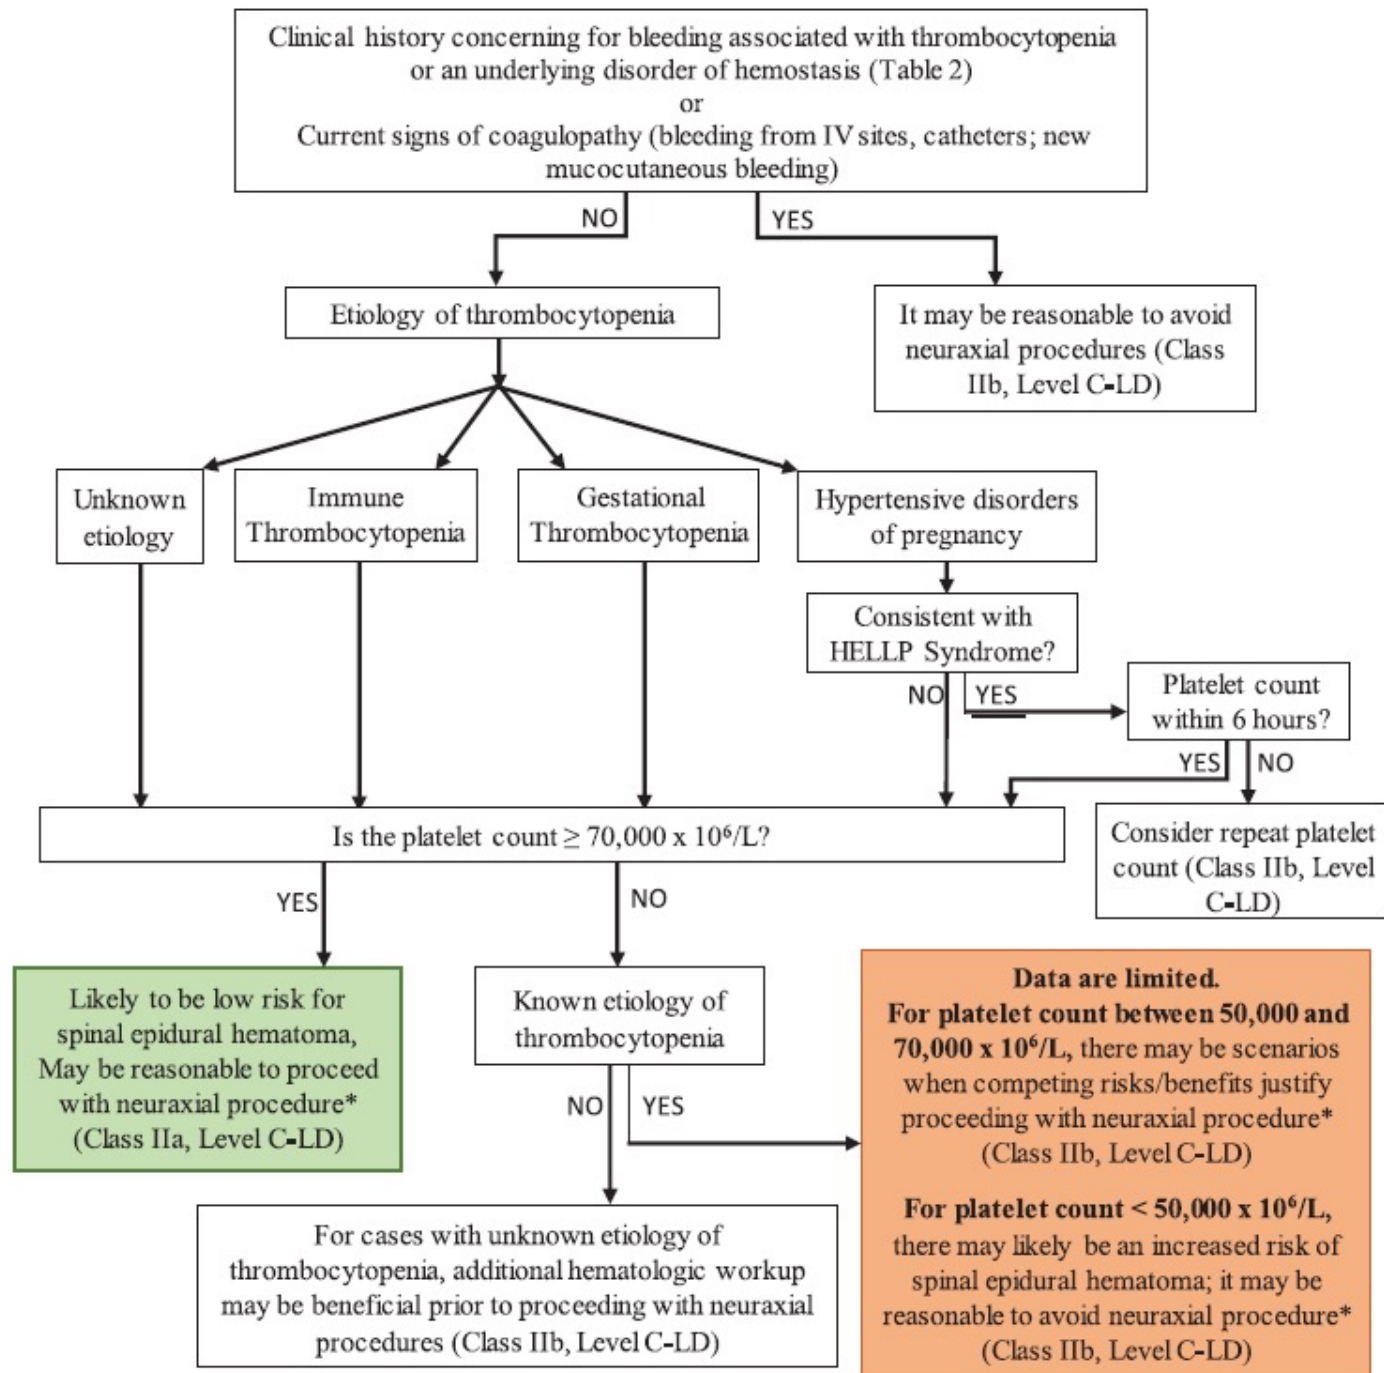 Clinical history concerning for bleeding associated with thrombocytopenia
or an underlying disorder of hemostasis (Table 2)
or
Current signs of coagulopathy (bleeding from IV sites, catheters; new
mucocutaneous bleeding)
NO
YES
Etiology of thrombocytopenia
It may be reasonable to avoid
neuraxial procedures (Class
IIb, Level C-LD)
Unknown
etiology
Immune
Thrombocytopenia
Gestational
Thrombocytopenia
Hypertensive disorders
of pregnancy
Consistent with
HELLP Syndrome?
NO
YES
Platelet count
within 6 hours?
YES
NO
Is the platelet count ≥ 70,000 x 10⁶/L?
Consider repeat platelet
count (Class IIb, Level
C-LD)
YES
NO
Likely to be low risk for
spinal epidural hematoma,
May be reasonable to proceed
with neuraxial procedure*
(Class IIa, Level C-LD)
Known etiology of
thrombocytopenia
NO
YES
Data are limited.
For platelet count between 50,000 and
70,000 x 10⁶/L, there may be scenarios
when competing risks/benefits justify
proceeding with neuraxial procedure*
(Class IIb, Level C-LD)
For platelet count < 50,000 x 10⁶/L,
there may likely be an increased risk of
spinal epidural hematoma; it may be
reasonable to avoid neuraxial procedure*
(Class IIb, Level C-LD)
For cases with unknown etiology of
thrombocytopenia, additional hematologic workup
may be beneficial prior to proceeding with neuraxial
procedures (Class IIb, Level C-LD)